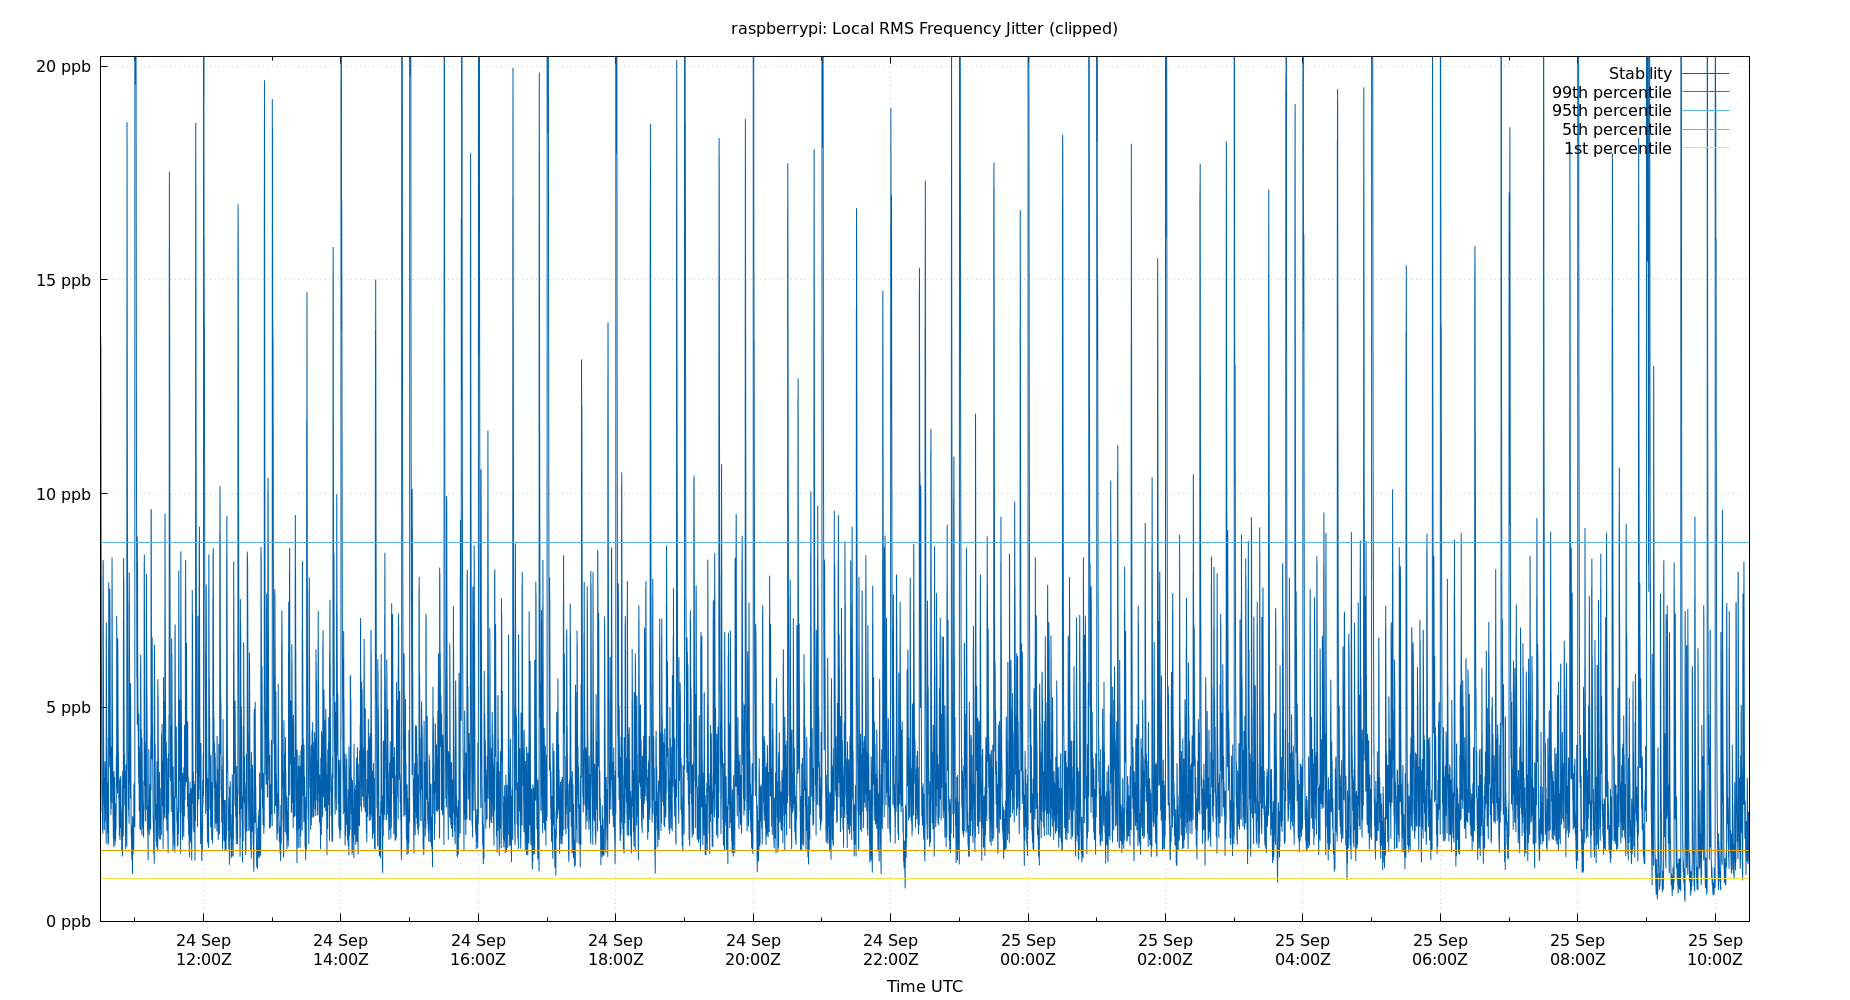 raspberrypi: Local RMS Frequency Jitter (clipped)
20 ppb
15 ppb
10 ppb
5 ppb
0 ppb
Stability
99th percentile
95th percentile
5th percentile
1st percentile
24 Sep 24 Sep 24 Sep 24 Sep 24 Sep 24 Sep 25 Sep 25 Sep 25 Sep 25 Sep 25 Sep 25 Sep
12:00Z 14:00Z 16:00Z 18:00Z 20:00Z 22:00Z 00:00Z 02:00Z 04:00Z 06:00Z 08:00Z 10:00Z
Time UTC